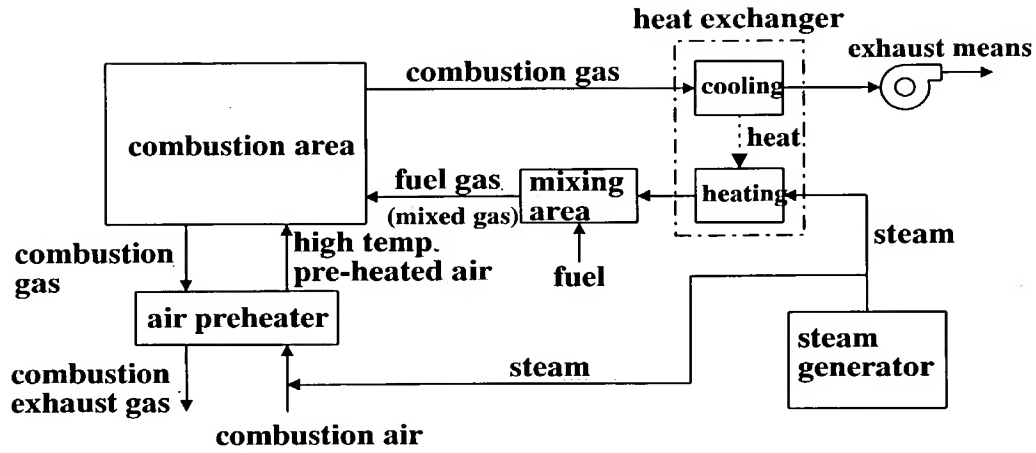 heat exchanger
exhaust means
combustion gas
cooling
combustion area
heat
fuel gas
(mixed gas)
mixing
area
heating
combustion
gas
high temp.
pre-heated air
fuel
steam
air preheater
steam
generator
combustion
exhaust gas
steam
combustion air